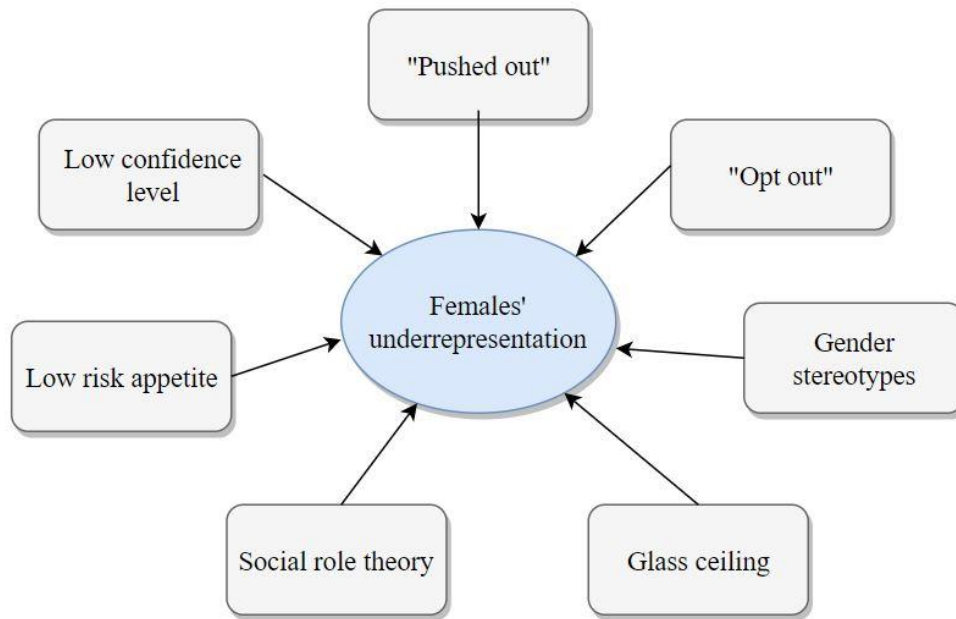 "Pushed out"
Low confidence
level
"Opt out"
Females'
underrepresentation
Gender
stereotypes
Low risk appetite
Social role theory
Glass ceiling